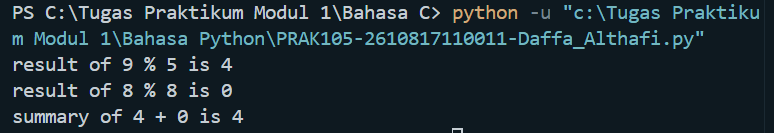 PS C:\Tugas Praktikum Modul 1\Bahasa C> python -u "c:\Tugas Praktiku
m Modul 1\Bahasa Python\PRAK105-2610817110011-Daffa_Althafi.py"
result of 9 % 5 is 4
result of 8 % 8 is 0
summary of 4 + 0 is 4